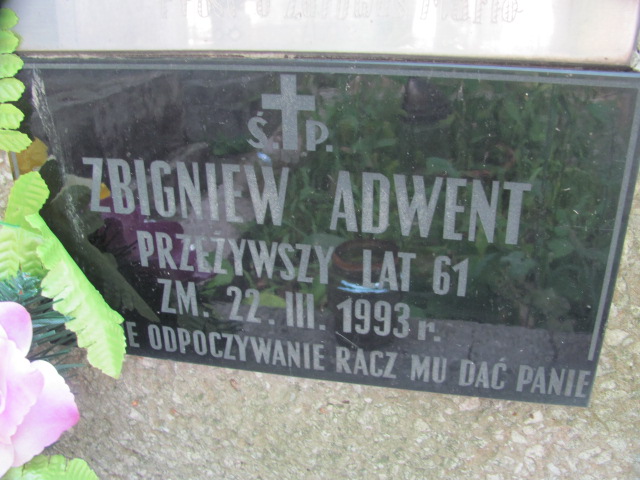 Ś. P.
ZBIGNIEW ADWENT
PRZEŻYWSZY LAT 61
ZM. 22. III. 1993 r.
E ODPOCZYWANIE RACZ MU DAĆ PANIE